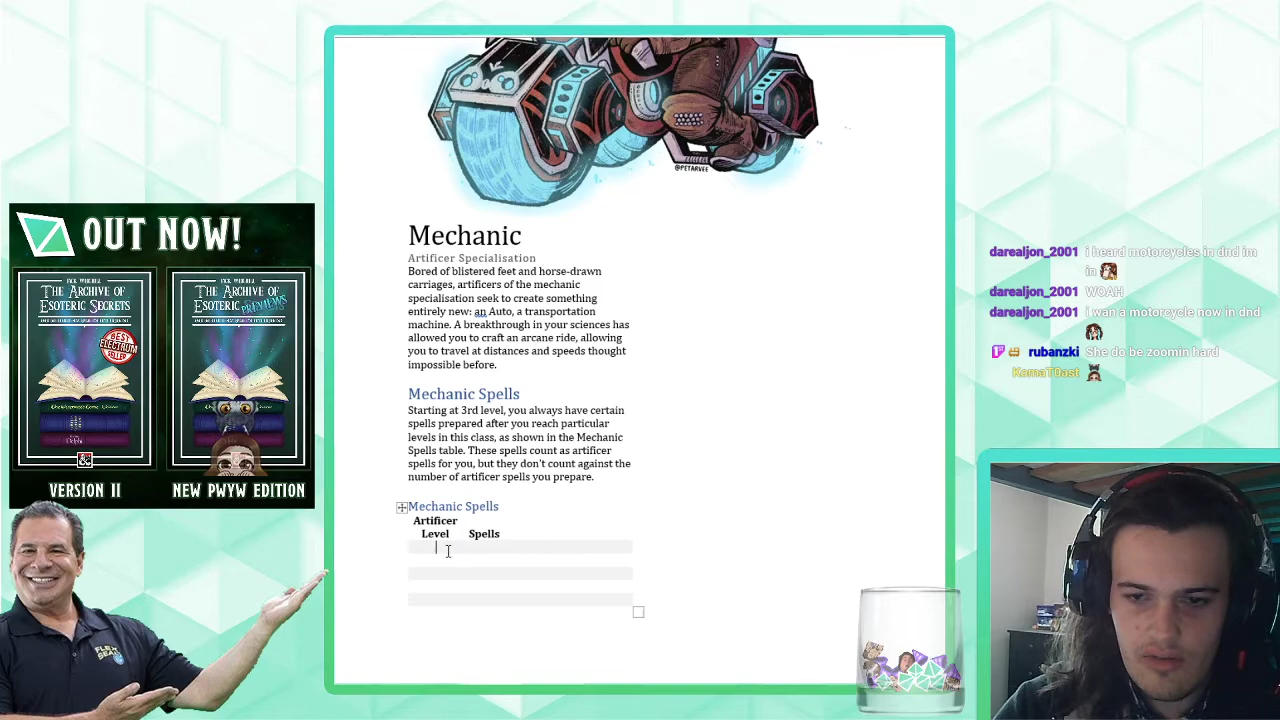 OUT NOW!
THE ARCHIVE OF
ESOTERIC SECRETS
BEST
ELECTRUM
SELLER
THE ARCHIVE OF
ESOTERIC PREVIEWS
VERSION II
NEW PWYW EDITION
@PETARVEE
Mechanic
Artificer Specialisation
Bored of blistered feet and horse-drawn
carriages, artificers of the mechanic
specialisation seek to create something
entirely new: an Auto, a transportation
machine. A breakthrough in your sciences has
allowed you to craft an arcane ride, allowing
you to travel at distances and speeds thought
impossible before.
Mechanic Spells
Starting at 3rd level, you always have certain
spells prepared after you reach particular
levels in this class, as shown in the Mechanic
Spells table. These spells count as artificer
spells for you, but they don't count against the
number of artificer spells you prepare.
Mechanic Spells
Artificer
Level Spells
darealjon_2001 i heard motorcycles in dnd im
in
darealjon_2001 WOAH
darealjon_2001 i wan a motorcycle now in dnd
rubanzki She do be zoomin hard
KomaT0ast